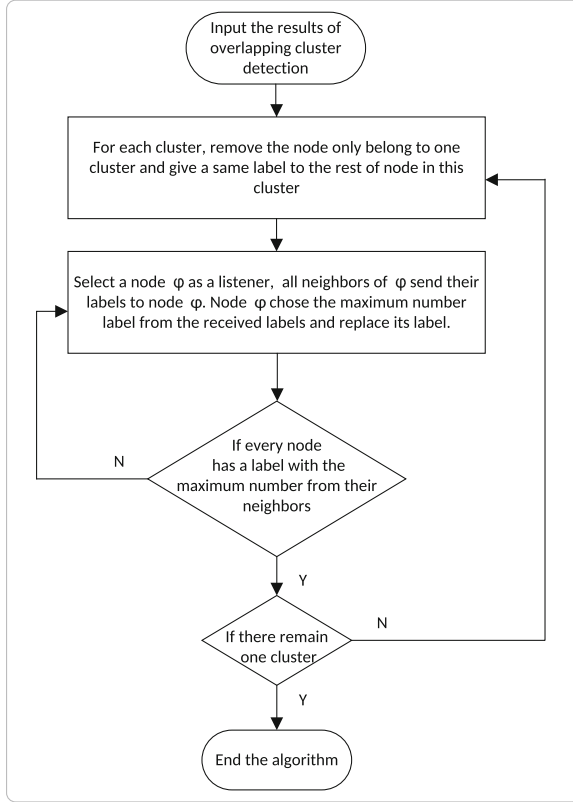 Input the results of
overlapping cluster
detection
For each cluster, remove the node only belong to one
cluster and give a same label to the rest of node in this
cluster
Select a node φ as a listener, all neighbors of φ send their
labels to node φ. Node φ chose the maximum number
label from the received labels and replace its label.
If every node
has a label with the
maximum number from their
neighbors
N
Y
If there remain
one cluster
N
Y
End the algorithm